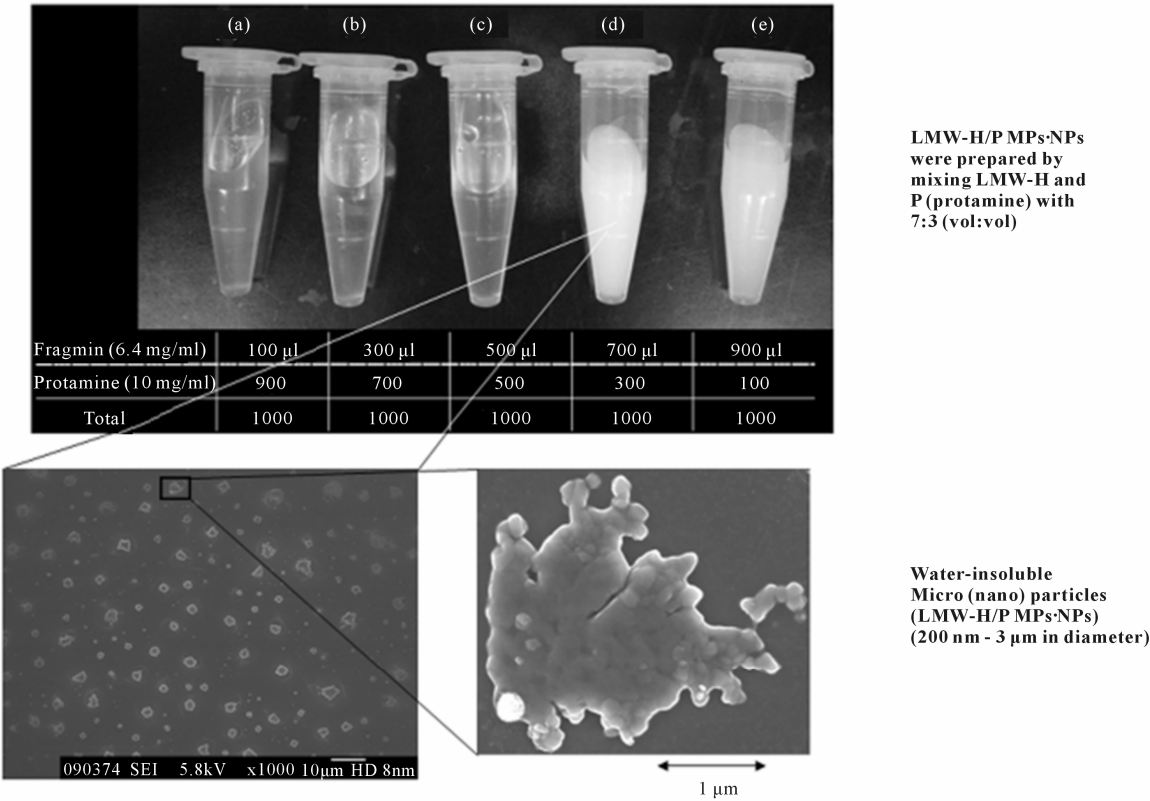 (a) (b) (c) (d) (e)
LMW-H/P MPs·NPs
were prepared by
mixing LMW-H and
P (protamine) with
7:3 (vol:vol)
Fragmin (6.4 mg/ml) 100 µl 300 µl 500 µl 700 µl 900 µl
Protamine (10 mg/ml) 900 700 500 300 100
Total 1000 1000 1000 1000 1000
Water-insoluble
Micro (nano) particles
(LMW-H/P MPs·NPs)
(200 nm - 3 µm in diameter)
090374 SEI 5.8kV x1000 10µm HD 8nm
1 µm